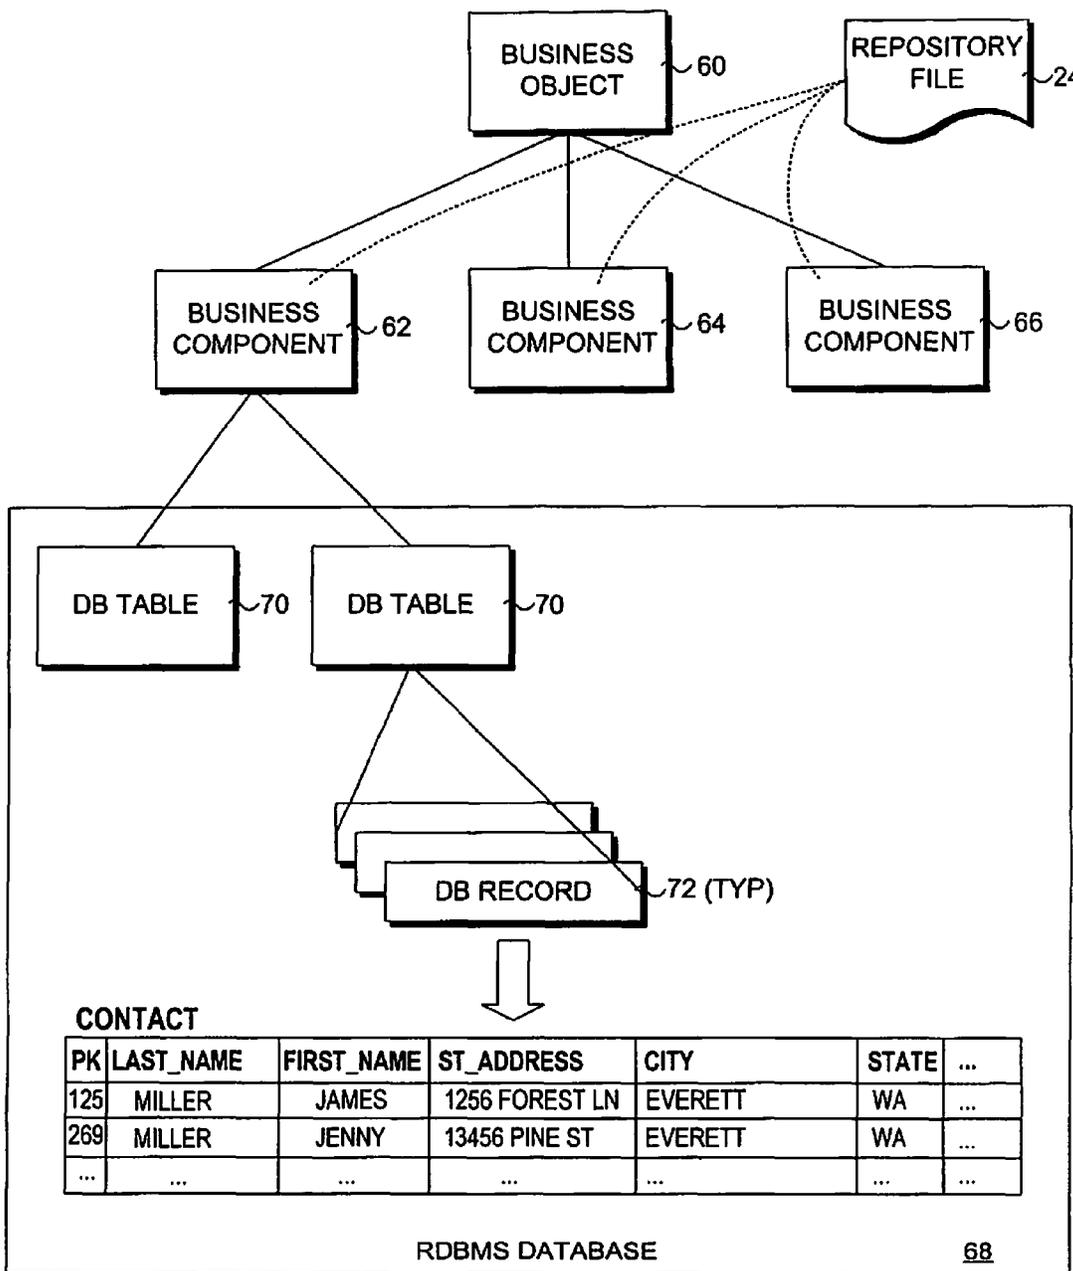 BUSINESS
OBJECT
60
REPOSITORY
FILE
24
BUSINESS
COMPONENT
62
BUSINESS
COMPONENT
64
BUSINESS
COMPONENT
66
DB TABLE
70
DB TABLE
70
DB RECORD
72 (TYP)
CONTACT
PK LAST_NAME FIRST_NAME ST_ADDRESS CITY STATE ...
125 MILLER JAMES 1256 FOREST LN EVERETT WA ...
269 MILLER JENNY 13456 PINE ST EVERETT WA ...
... ... ... ... ... ... ...
RDBMS DATABASE
68